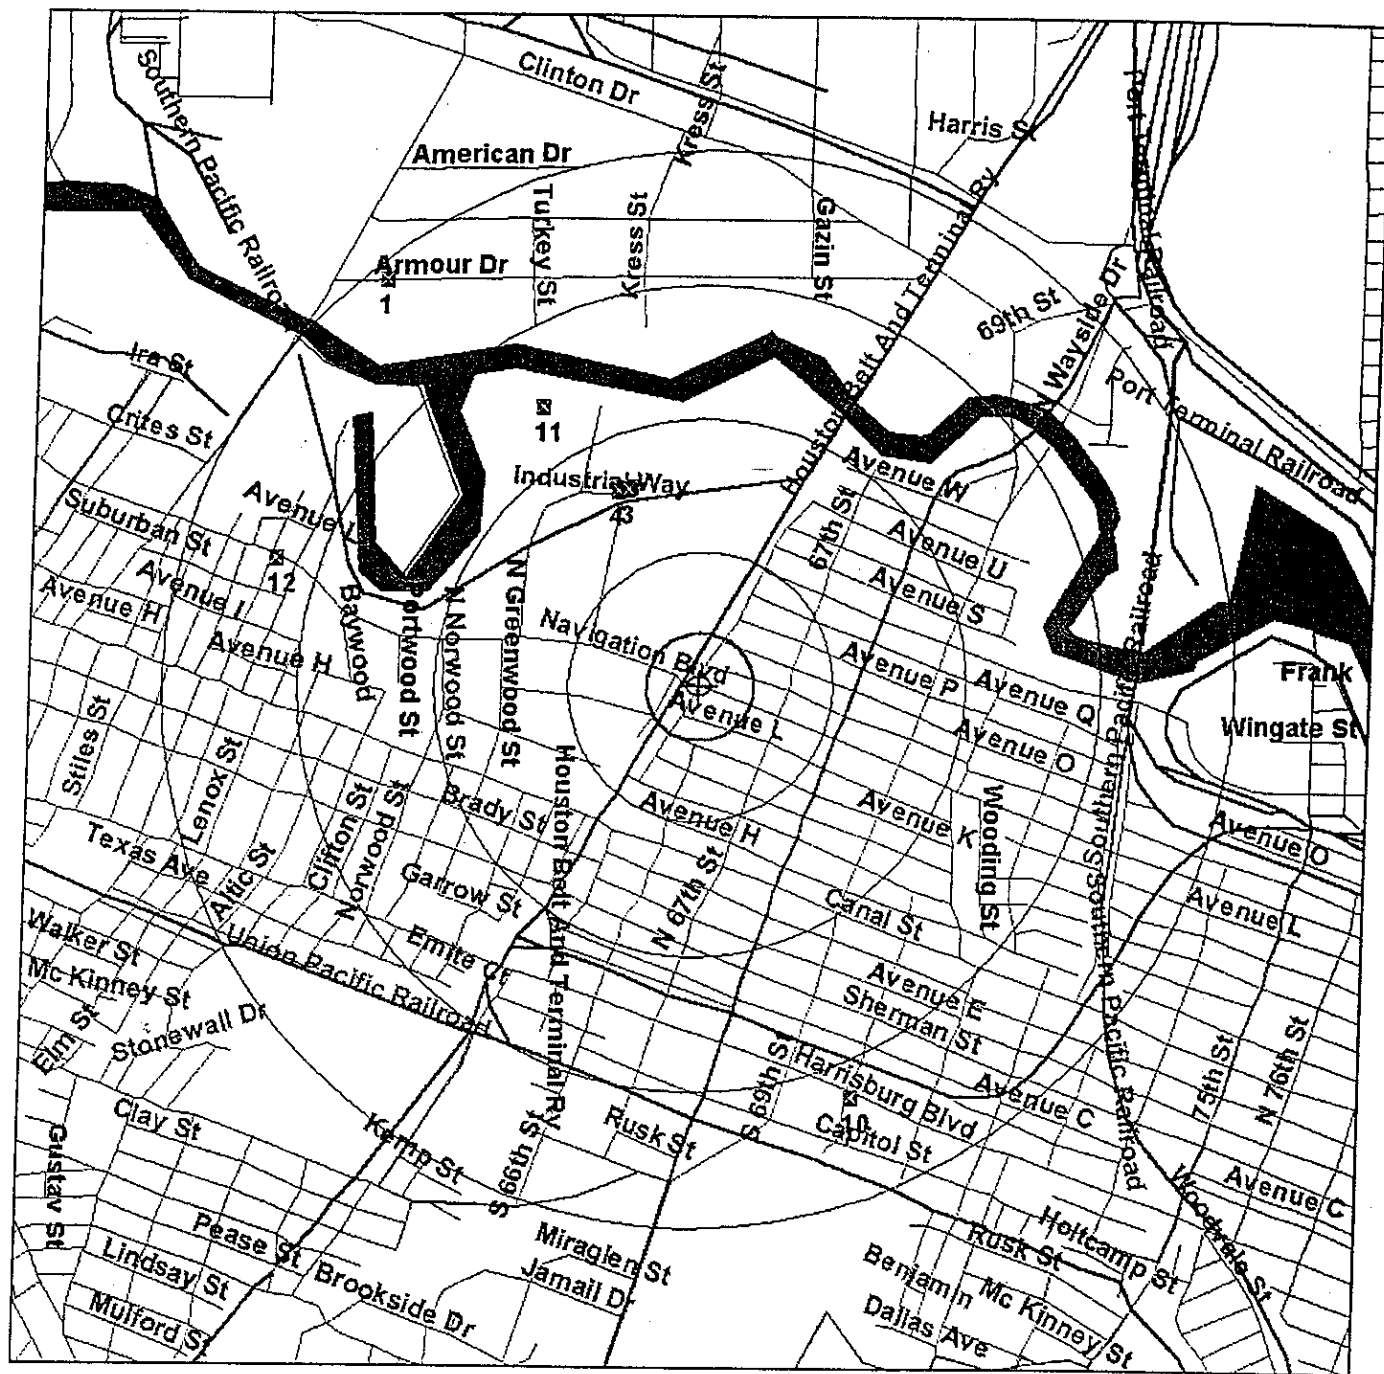 Southern Pacific Railroad
Clinton Dr
Kress St
Harris St
Port Terminal Railroad
American Dr
Turkey St
Kress St
Gazin St
Houston Belt And Terminal Ry
Armour Dr
1
69th St
N Wayside Dr
Port Terminal Railroad
Ira St
Crites St
11
Industrial Way
43
Avenue W
Suburban St
Avenue L
67th St
Avenue U
12
Avenue I
Avenue H
Avenue S
Baywood
Portwood St
N Norwood St
N Greenwood St
Navigation Blvd
Avenue H
Avenue P
Avenue Q
Frank
Avenue L
Wingate St
Avenue O
Stiles St
Lenox St
Clifton St
Norwood St
Brady St
Houston Belt And Terminal Ry
Avenue H
Avenue K
Wooding St
Southern Pacific Railroad
Avenue O
Texas Ave
Altic St
Garrow St
N 67th St
Canal St
Avenue L
Walker St
Union Pacific Railroad
Emite Ct
Mc Kinney St
Avenue E
Sherman St
Elm St
Stonewall Dr
S 69th St
Harrisburg Blvd
Avenue C
75th St
N 76th St
Southern Pacific Railroad
10
Capitol St
Clay St
Kemp St
S 66th St
Rusk St
Gustav St
Avenue C
Woodvale St
Pease St
Miraglen St
Rusk St
Holtcamp St
Lindsay St
Brookside Dr
Jamail Dr
Benjamin
Mc Kinney St
Mulford St
Dallas Ave